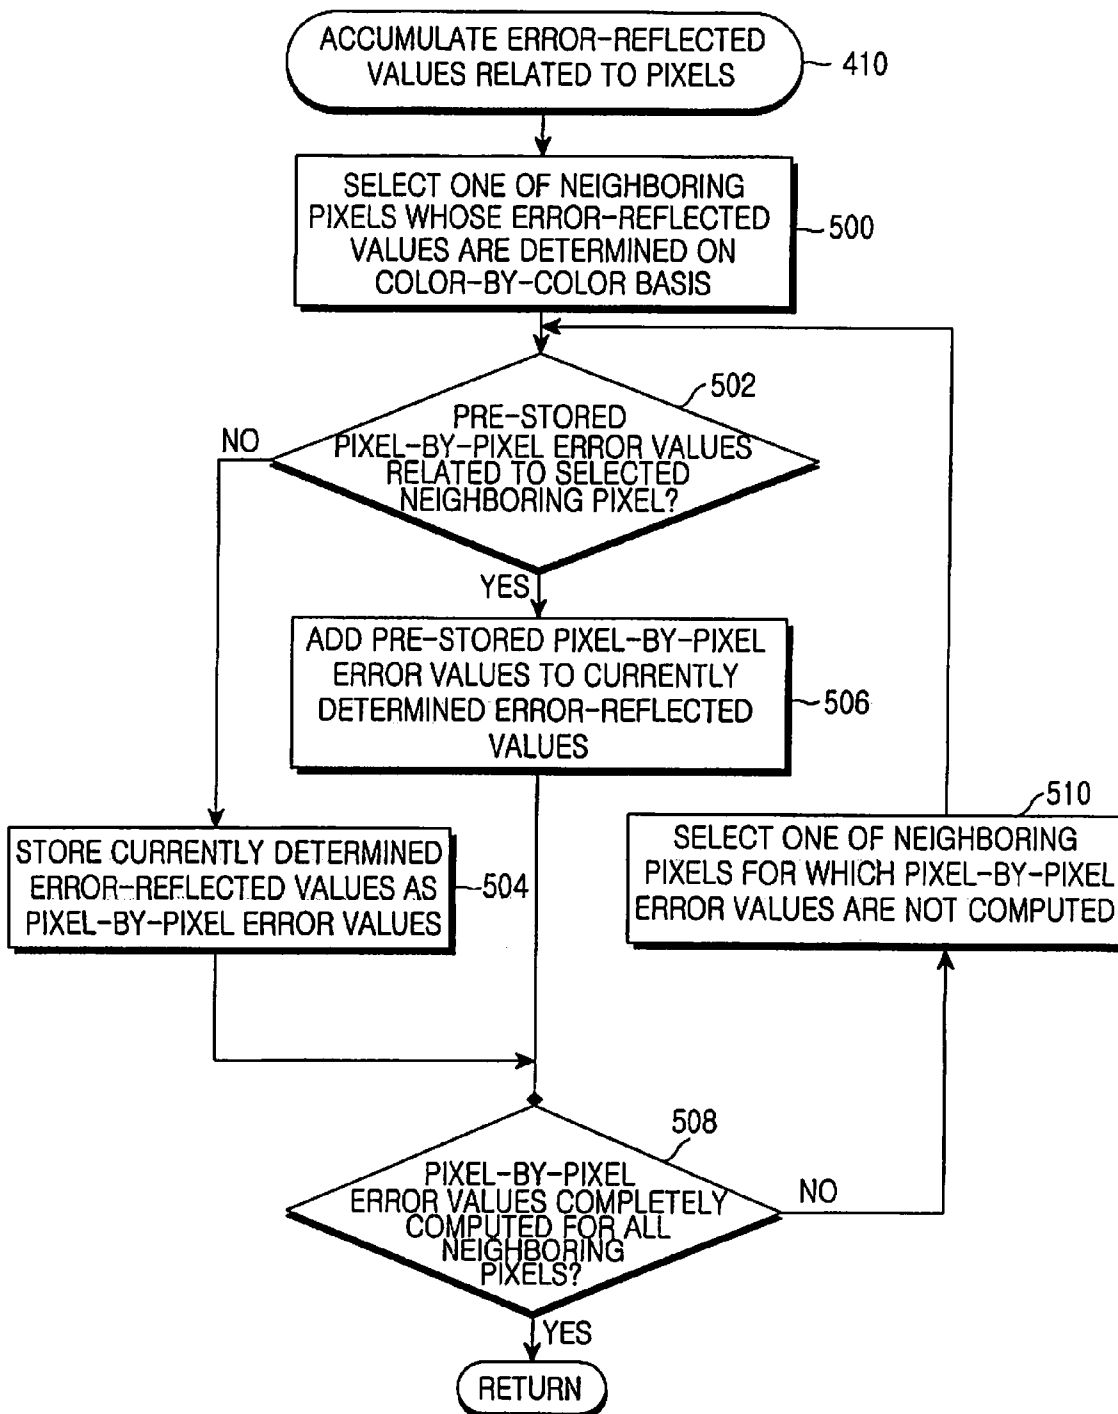 ACCUMULATE ERROR-REFLECTED
VALUES RELATED TO PIXELS
410
SELECT ONE OF NEIGHBORING
PIXELS WHOSE ERROR-REFLECTED
VALUES ARE DETERMINED ON
COLOR-BY-COLOR BASIS
500
502
PRE-STORED
PIXEL-BY-PIXEL ERROR VALUES
RELATED TO SELECTED
NEIGHBORING PIXEL?
NO
YES
ADD PRE-STORED PIXEL-BY-PIXEL
ERROR VALUES TO CURRENTLY
DETERMINED ERROR-REFLECTED
VALUES
506
STORE CURRENTLY DETERMINED
ERROR-REFLECTED VALUES AS
PIXEL-BY-PIXEL ERROR VALUES
504
510
SELECT ONE OF NEIGHBORING
PIXELS FOR WHICH PIXEL-BY-PIXEL
ERROR VALUES ARE NOT COMPUTED
508
PIXEL-BY-PIXEL
ERROR VALUES COMPLETELY
COMPUTED FOR ALL
NEIGHBORING
PIXELS?
NO
YES
RETURN